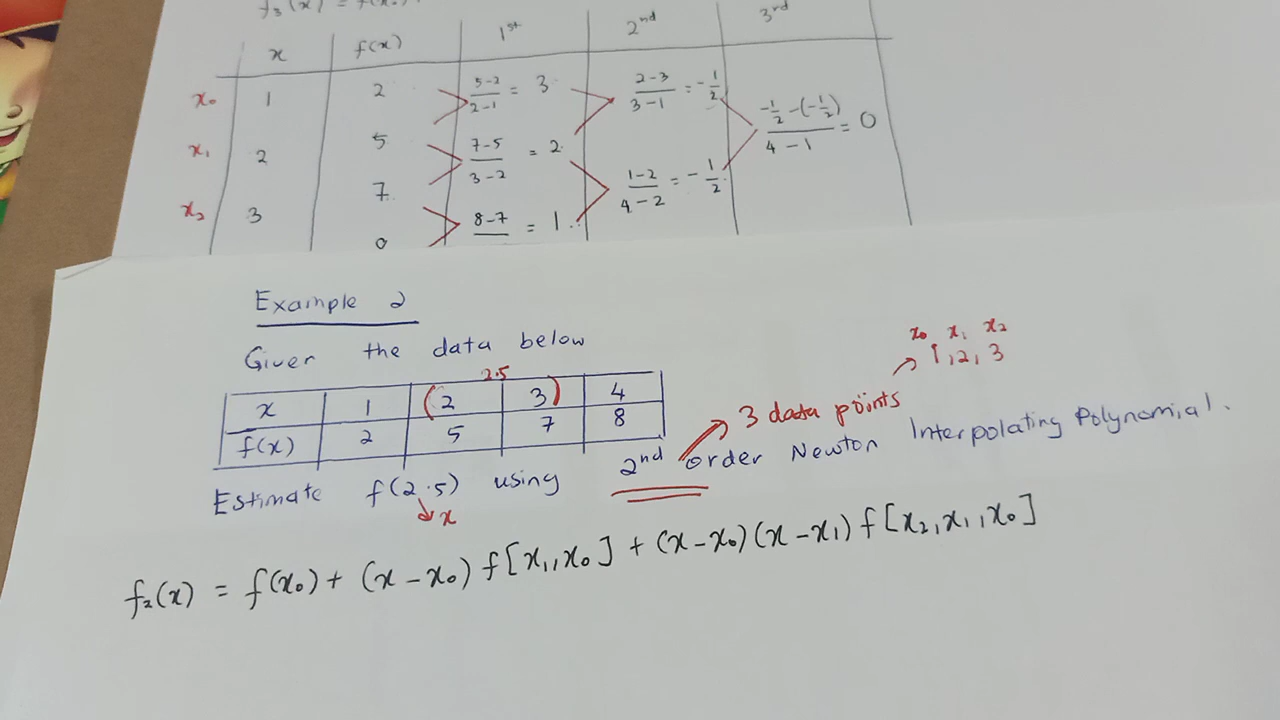 f₃(x) = f(x₀
x f(x) 1st 2nd 3rd
x₀ 1 2 5-2/2-1 = 3 2-3/3-1 = -1/2 -1/2-(-1/2)/4-1 = 0
x₁ 2 5 7-5/3-2 = 2 1-2/4-2 = -1/2
x₂ 3 7 8-7 = 1
Example 2
Given the data below
x₀ x₁ x₂
1, 2, 3
2.5
x 1 (2 3) 4
f(x) 2 5 7 8
3 data points
Estimate f(2.5) using 2nd order Newton Interpolating Polynomial.
x
f₂(x) = f(x₀) + (x-x₀) f[x₁,x₀] + (x-x₀)(x-x₁) f[x₂,x₁,x₀]